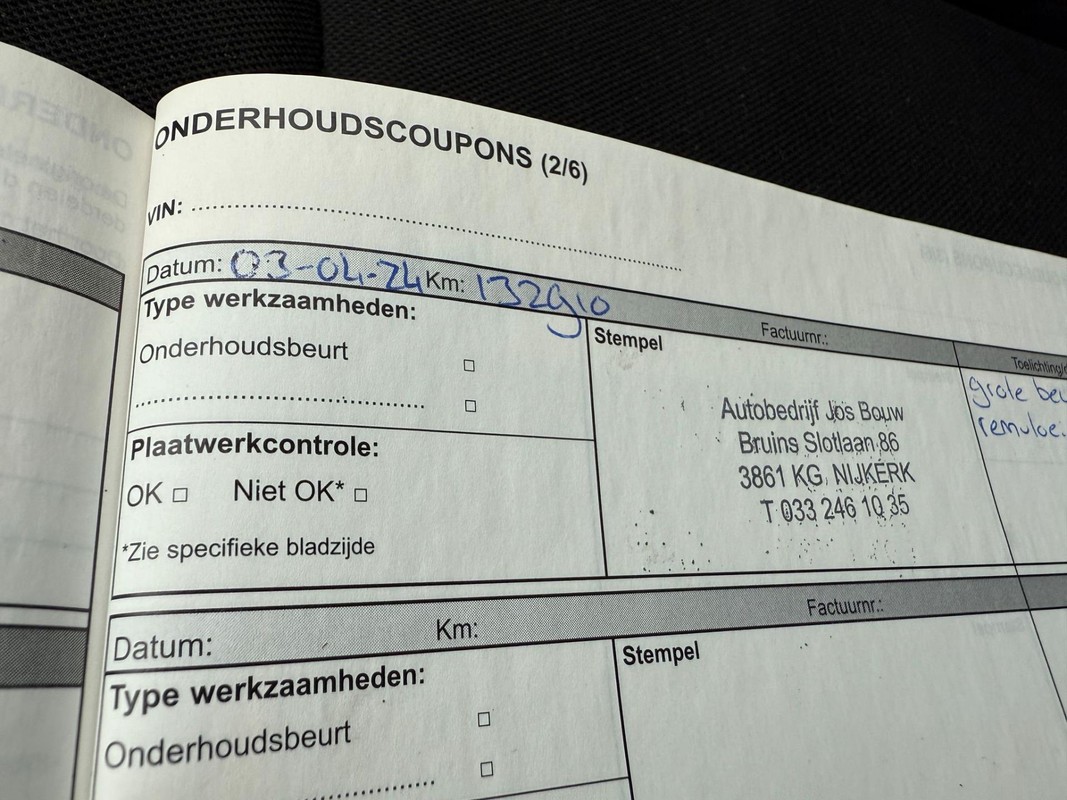 ONDERHOUDSCOUPONS (2/6)
VIN:
Datum: 03-04-24 Km: 132910 Factuurnr.:
Type werkzaamheden:
Onderhoudsbeurt
Plaatwerkcontrole:
OK Niet OK*
*Zie specifieke bladzijde
Stempel
Autobedrijf Jos Bouw
Bruins Slotlaan 86
3861 KG NIJKERK
T 033 246 10 35
grote
Datum: Km: Factuurnr.:
Type werkzaamheden:
Onderhoudsbeurt
Stempel